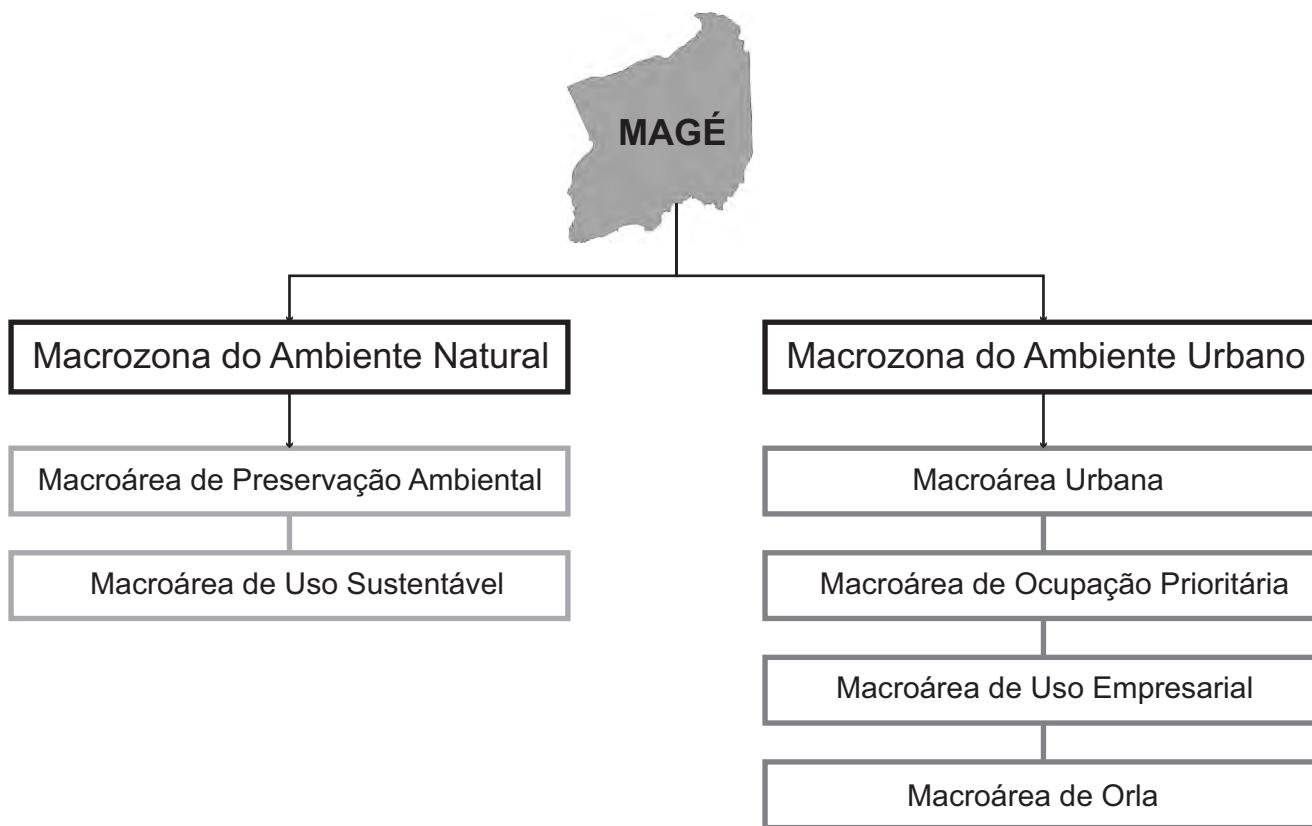 MAGÉ
Macrozona do Ambiente Natural
Macroárea de Preservação Ambiental
Macroárea de Uso Sustentável
Macrozona do Ambiente Urbano
Macroárea Urbana
Macroárea de Ocupação Prioritária
Macroárea de Uso Empresarial
Macroárea de Orla